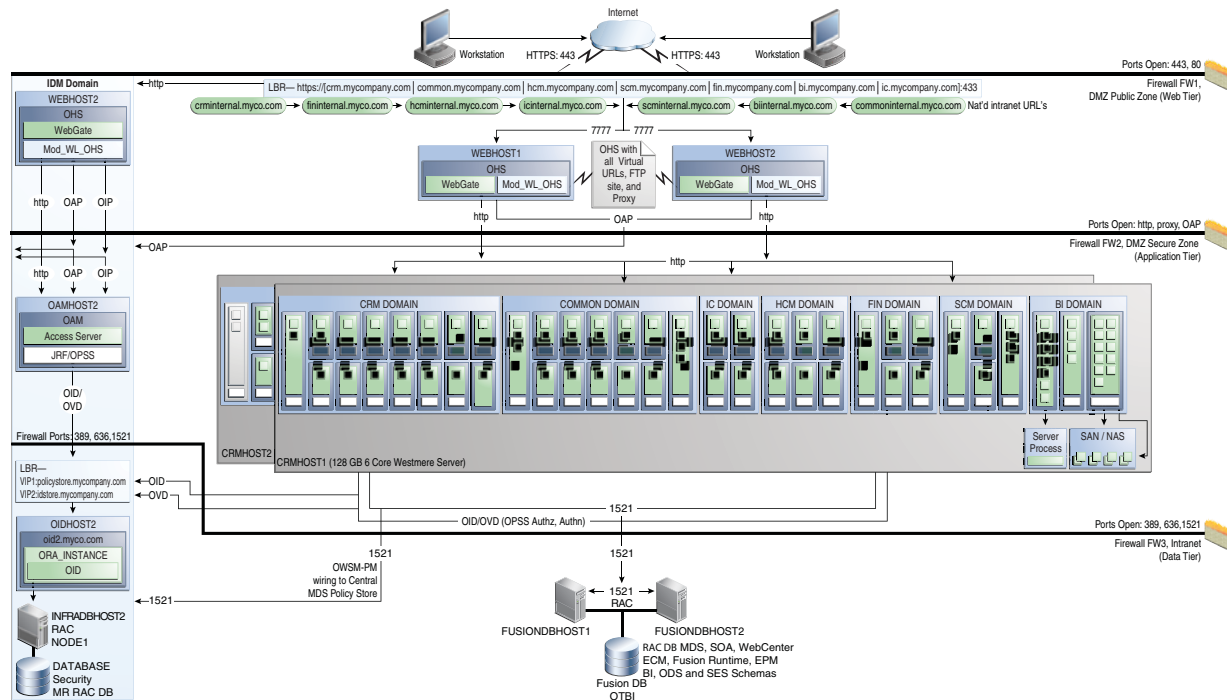 Internet
Workstation
HTTPS: 443
HTTPS: 443
Workstation
Ports Open: 443, 80
Firewall FW1,
DMZ Public Zone (Web Tier)
IDM Domain
http
LBR— https://[crm.mycompany.com | common.mycompany.com | hcm.mycompany.com | scm.mycompany.com | fin.mycompany.com | bi.mycompany.com | ic.mycompany.com]:433
crminternal.myco.com
fininternal.myco.com
hcminternal.myco.com
icinternal.myco.com
scminternal.myco.com
biinternal.myco.com
commoninternal.myco.com
Nat'd intranet URL's
WEBHOST2
OHS
WebGate
Mod_WL_OHS
7777
7777
WEBHOST1
OHS
WebGate
Mod_WL_OHS
OHS with
all Virtual
URLs, FTP
site, and
Proxy
WEBHOST2
OHS
WebGate
Mod_WL_OHS
http
OAP
OIP
http
OAP
http
Ports Open: http, proxy, OAP
Firewall FW2, DMZ Secure Zone
(Application Tier)
OAP
http
OAP
OIP
http
OAMHOST2
OAM
Access Server
JRF/OPSS
CRM DOMAIN
COMMON DOMAIN
IC DOMAIN
HCM DOMAIN
FIN DOMAIN
SCM DOMAIN
BI DOMAIN
OID/
OVD
Server
Process
SAN / NAS
Firewall Ports: 389, 636,1521
CRMHOST2
CRMHOST1 (128 GB 6 Core Westmere Server)
LBR—
VIP1:policystore.mycompany.com
VIP2:idstore.mycompany.com
OID
OVD
1521
OID/OVD (OPSS Authz, Authn)
OIDHOST2
oid2.myco.com
ORA_INSTANCE
OID
Ports Open: 389, 636,1521
Firewall FW3, Intranet
(Data Tier)
1521
1521
OWSM-PM
wiring to Central
MDS Policy Store
1521
1521
RAC
INFRADBHOST2
RAC
NODE1
FUSIONDBHOST1
FUSIONDBHOST2
RAC DB MDS, SOA, WebCenter
ECM, Fusion Runtime, EPM
BI, ODS and SES Schemas
DATABASE
Security
MR RAC DB
Fusion DB
OTBI